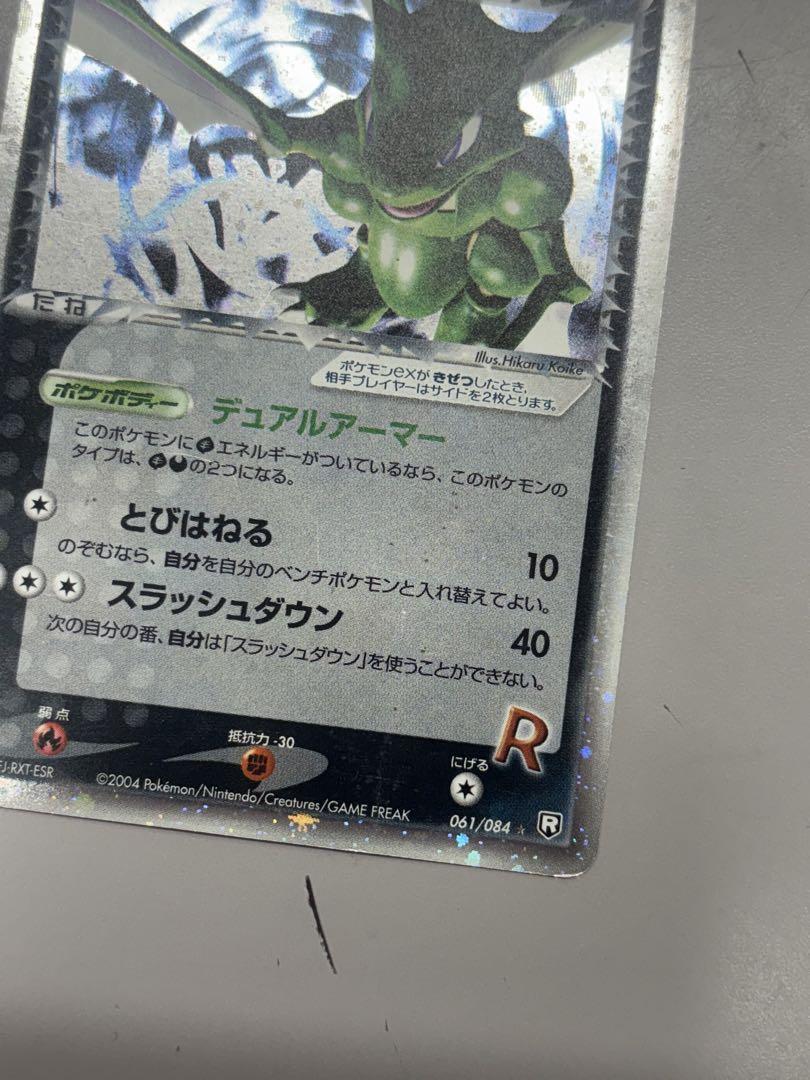 たね
Illus.Hikaru Koike
ポケモンexがきぜつしたとき、
相手プレイヤーはサイドを2枚とります。
ポケボディー デュアルアーマー
このポケモンにエネルギーがついているなら、このポケモンの
タイプは、の2つになる。
とびはねる 10
のぞむなら、自分を自分のベンチポケモンと入れ替えてよい。
スラッシュダウン 40
次の自分の番、自分は「スラッシュダウン」を使うことができない。
弱点
抵抗力 -30
にげる
J-RXT-ESR
©2004 Pokémon/Nintendo/Creatures/GAME FREAK
061/084 ★ R
R